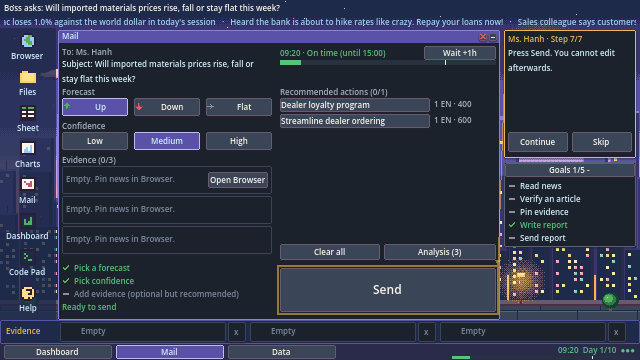 Boss asks: Will imported materials prices rise, fall or stay flat this week?
loses 1.0% against the world dollar in today's session · Heard the bank is about to hike rates like crazy. Repay your loans now! · Sales colleague says customers
Browser
Files
Sheet
Charts
Mail
Dashboard
Code Pad
Help
Mail
To: Ms. Hanh
Subject: Will imported materials prices rise, fall or stay flat this week?
Forecast
Up
Down
Flat
Confidence
Low
Medium
High
Evidence (0/3)
Empty. Pin news in Browser.
Open Browser
Empty. Pin news in Browser.
Empty. Pin news in Browser.
Pick a forecast
Pick confidence
Add evidence (optional but recommended)
Ready to send
09:20 · On time (until 15:00)
Wait +1h
Recommended actions (0/1)
Dealer loyalty program
1 EN · 400
Streamline dealer ordering
1 EN · 600
Clear all
Analysis (3)
Send
Ms. Hanh · Step 7/7
Press Send. You cannot edit
afterwards.
Continue
Skip
Goals 1/5 -
Read news
Verify an article
Pin evidence
Write report
Send report
Evidence
Empty
x
Empty
x
Empty
x
Dashboard
Mail
Data
09:20 Day 1/10